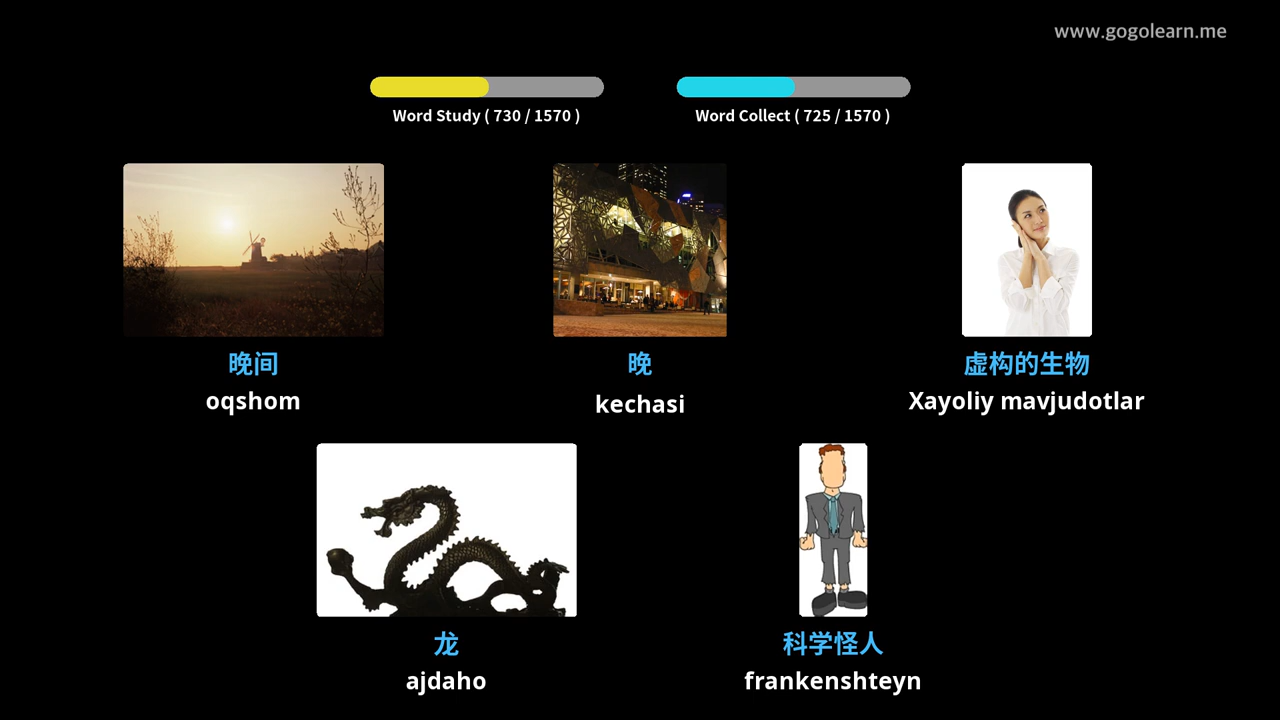 www.gogolearn.me
Word Study ( 730 / 1570 )
Word Collect ( 725 / 1570 )
晚间
晚
虚构的生物
oqshom
kechasi
Xayoliy mavjudotlar
龙
科学怪人
ajdaho
frankenshteyn